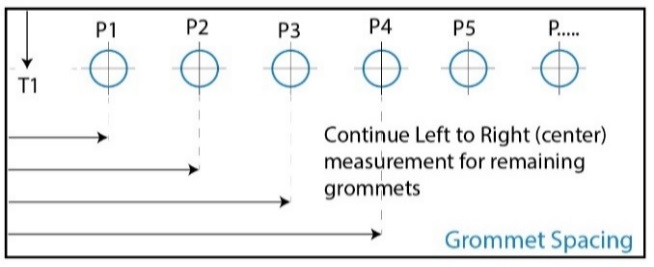 P1 P2 P3 P4 P5 P.....
T1
Continue Left to Right (center)
measurement for remaining
grommets
Grommet Spacing